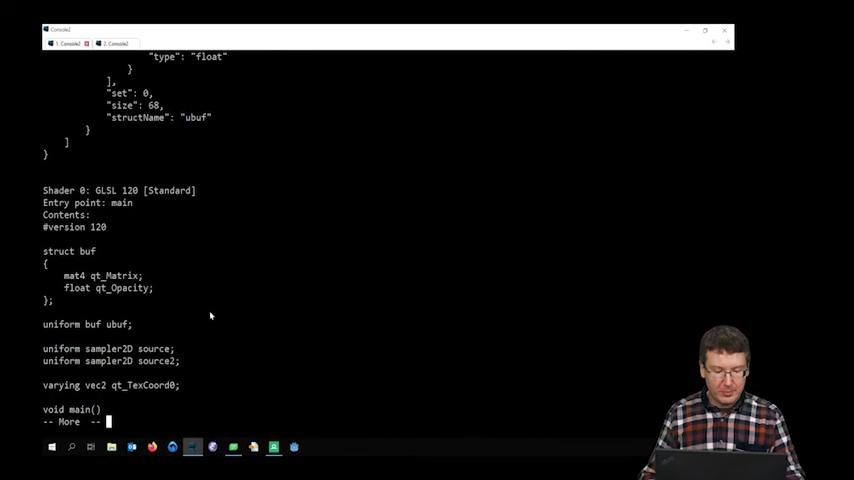 Console2
1. Console2
2. Console2
"type": "float"
}
],
"set": 0,
"size": 68,
"structName": "ubuf"
}
]
}
Shader 0: GLSL 120 [Standard]
Entry point: main
Contents:
#version 120
struct buf
{
mat4 qt_Matrix;
float qt_Opacity;
};
uniform buf ubuf;
uniform sampler2D source;
uniform sampler2D source2;
varying vec2 qt_TexCoord0;
void main()
-- More --